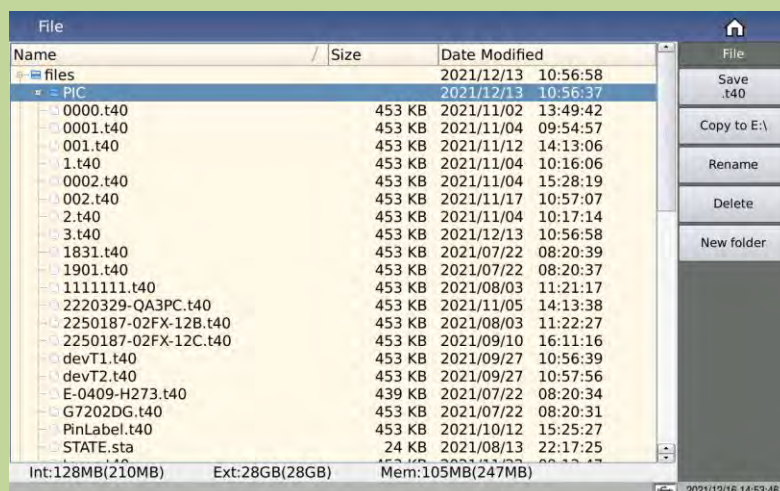 File
Name / Size Date Modified
files 2021/12/13 10:56:58
PIC 2021/12/13 10:56:37
0000.t40 453 KB 2021/11/02 13:49:42
0001.t40 453 KB 2021/11/04 09:54:57
001.t40 453 KB 2021/11/12 14:13:06
1.t40 453 KB 2021/11/04 10:16:06
0002.t40 453 KB 2021/11/04 15:28:19
002.t40 453 KB 2021/11/17 10:57:07
2.t40 453 KB 2021/11/04 10:17:14
3.t40 453 KB 2021/12/13 10:56:58
1831.t40 453 KB 2021/07/22 08:20:39
1901.t40 453 KB 2021/07/22 08:20:37
1111111.t40 453 KB 2021/08/03 11:21:17
2220329-QA3PC.t40 453 KB 2021/11/05 14:13:38
2250187-02FX-12B.t40 453 KB 2021/08/03 11:22:27
2250187-02FX-12C.t40 453 KB 2021/09/10 16:11:16
devT1.t40 453 KB 2021/09/27 10:56:39
devT2.t40 453 KB 2021/09/27 10:57:56
E-0409-H273.t40 439 KB 2021/07/22 08:20:34
G7202DG.t40 453 KB 2021/07/22 08:20:31
PinLabel.t40 453 KB 2021/10/12 15:25:27
STATE.sta 24 KB 2021/08/13 22:17:25
Int:128MB(210MB) Ext:28GB(28GB) Mem:105MB(247MB)
File
Save
.t40
Copy to E:\
Rename
Delete
New folder
2021/12/16 14:53:46